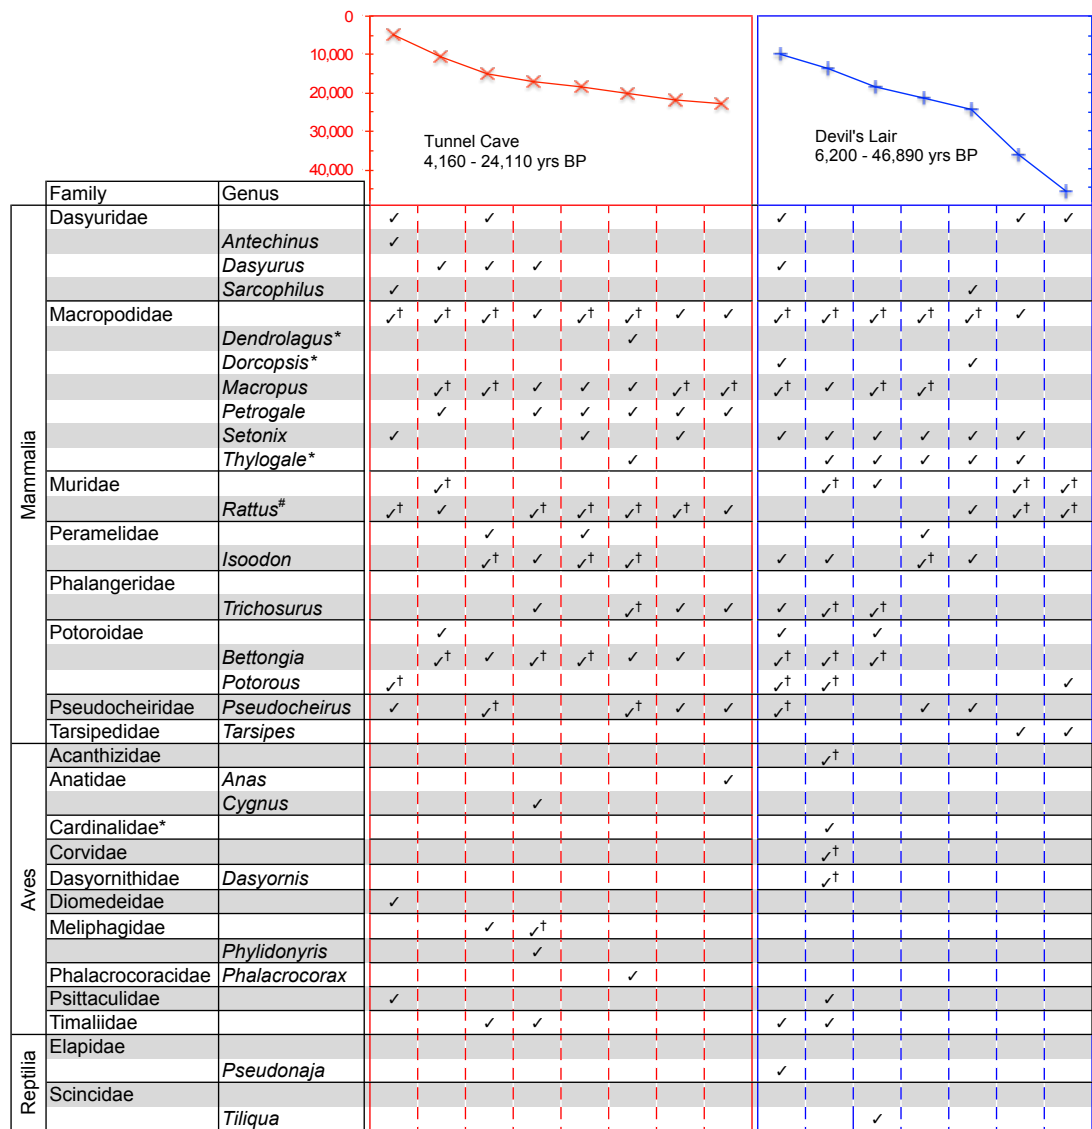 0
10,000
20,000
30,000
40,000
Tunnel Cave
4,160 - 24,110 yrs BP
Devil's Lair
6,200 - 46,890 yrs BP
Family Genus
Mammalia
Dasyuridae ✓ ✓ ✓ ✓ ✓
Antechinus ✓
Dasyurus ✓ ✓ ✓ ✓
Sarcophilus ✓ ✓
Macropodidae ✓† ✓† ✓† ✓ ✓† ✓† ✓ ✓ ✓† ✓† ✓† ✓† ✓† ✓
Dendrolagus* ✓
Dorcopsis* ✓ ✓
Macropus ✓† ✓† ✓ ✓ ✓ ✓† ✓† ✓† ✓ ✓† ✓†
Petrogale ✓ ✓ ✓ ✓ ✓ ✓
Setonix ✓ ✓ ✓ ✓ ✓ ✓ ✓ ✓ ✓
Thylogale* ✓ ✓ ✓ ✓ ✓ ✓
Muridae ✓† ✓† ✓ ✓† ✓†
Rattus# ✓† ✓ ✓† ✓† ✓† ✓† ✓ ✓ ✓† ✓†
Peramelidae ✓ ✓ ✓
Isoodon ✓† ✓ ✓† ✓† ✓ ✓ ✓† ✓
Phalangeridae
Trichosurus ✓ ✓† ✓ ✓ ✓ ✓† ✓†
Potoroidae ✓ ✓ ✓
Bettongia ✓† ✓ ✓† ✓† ✓ ✓ ✓† ✓† ✓†
Potorous ✓† ✓† ✓† ✓
Pseudocheiridae Pseudocheirus ✓ ✓† ✓† ✓ ✓ ✓† ✓ ✓
Tarsipedidae Tarsipes ✓ ✓
Aves
Acanthizidae ✓†
Anatidae Anas ✓
Cygnus ✓
Cardinalidae* ✓
Corvidae ✓†
Dasyornithidae Dasyornis ✓†
Diomedeidae ✓
Meliphagidae ✓ ✓†
Phylidonyris ✓
Phalacrocoracidae Phalacrocorax ✓
Psittaculidae ✓ ✓
Timaliidae ✓ ✓ ✓ ✓
Reptilia
Elapidae
Pseudonaja ✓
Scincidae
Tiliqua ✓